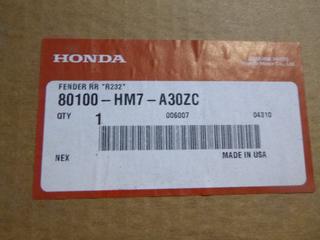 HONDA
FENDER RR "R232"
80100-HM7-A30ZC
QTY 1 006007 04310
NEX MADE IN USA